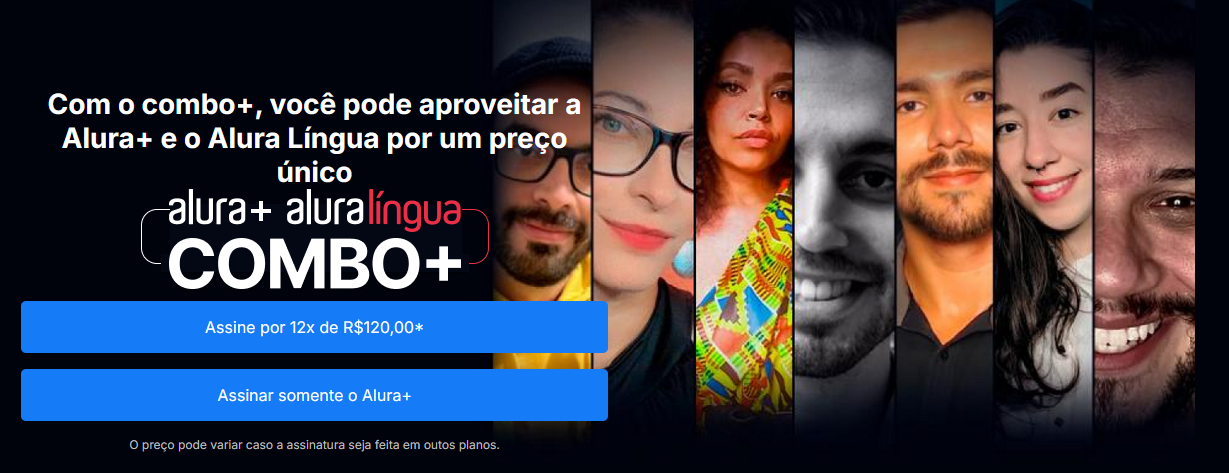 Com o combo+, você pode aproveitar a
Alura+ e o Alura Língua por um preço
único
alura+ aluralíngua
COMBO+
Assine por 12x de R$120,00*
Assinar somente o Alura+
O preço pode variar caso a assinatura seja feita em outos planos.